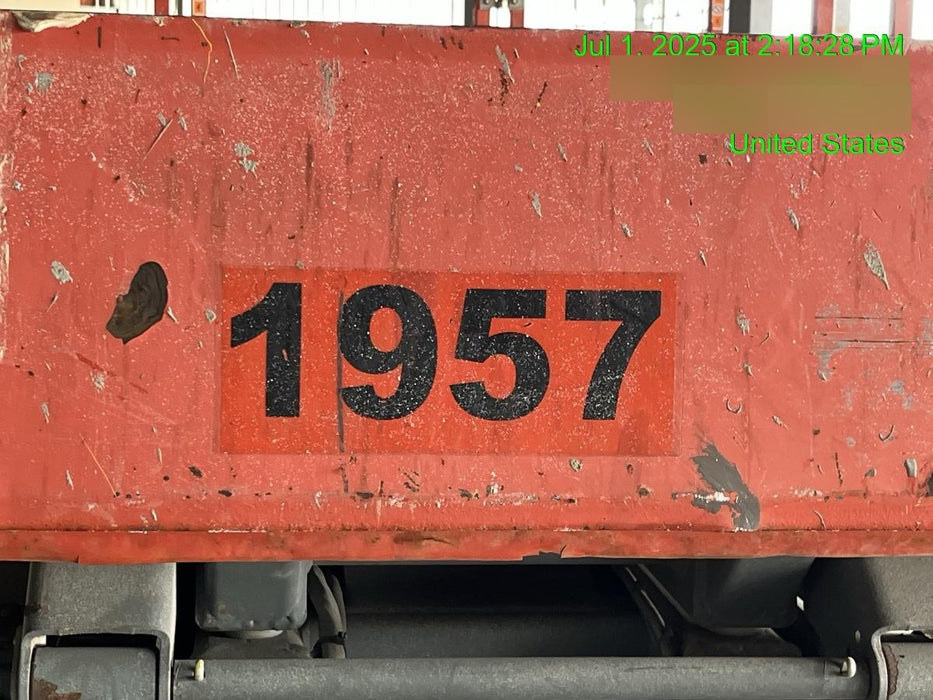 Jul 1, 2025 at 2:18:28 PM
United States
1957